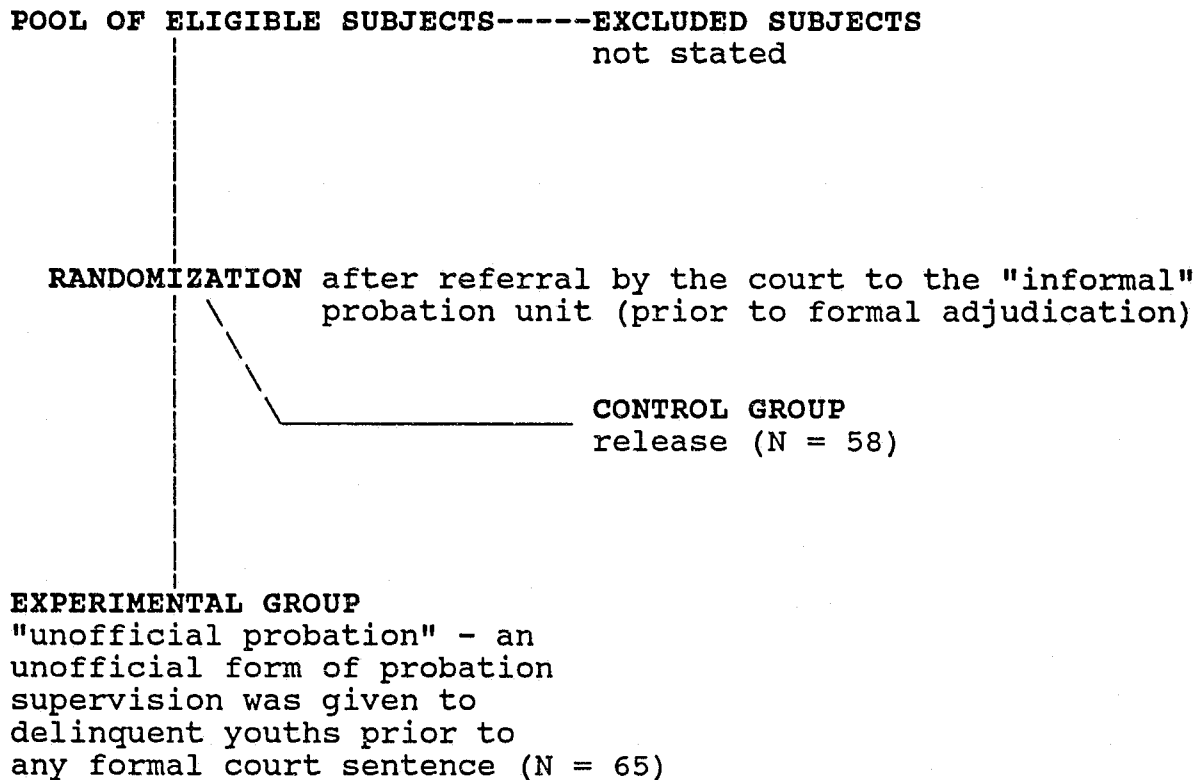 POOL OF ELIGIBLE SUBJECTS-----EXCLUDED SUBJECTS
not stated
RANDOMIZATION after referral by the court to the "informal"
probation unit (prior to formal adjudication)
CONTROL GROUP
release (N = 58)
EXPERIMENTAL GROUP
"unofficial probation" - an
unofficial form of probation
supervision was given to
delinquent youths prior to
any formal court sentence (N = 65)